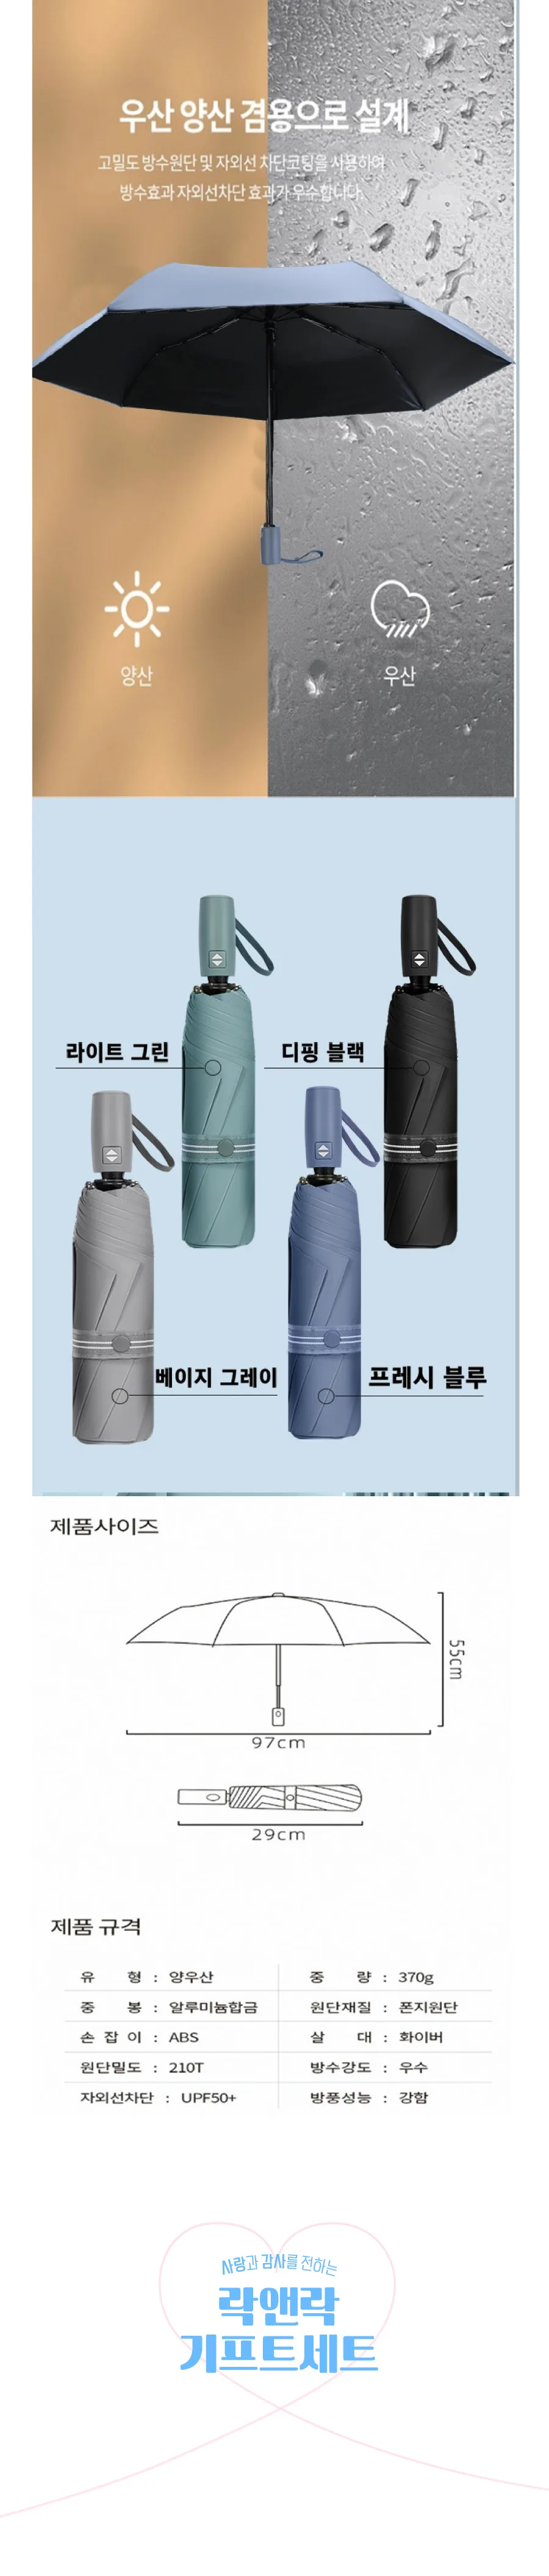 우산 양산 겸용으로 설계
고밀도 방수원단 및 자외선 차단코팅을 사용하여
방수효과 자외선차단 효과가 우수합니다.
양산
우산
라이트 그린
디핑 블랙
베이지 그레이
프레시 블루
제품사이즈
55cm
97cm
29cm
제품 규격
유 형 : 양우산
중 량 : 370g
중 봉 : 알루미늄합금
원단재질 : 폰지원단
손 잡 이 : ABS
살 대 : 화이버
원단밀도 : 210T
방수강도 : 우수
자외선차단 : UPF50+
방풍성능 : 강함
사랑과 감사를 전하는
락앤락
기프트세트